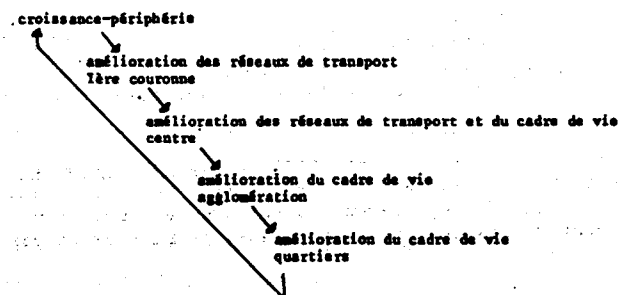 croissance-périphérie
amélioration des réseaux de transport
1ère couronne
amélioration des réseaux de transport et du cadre de vie
centre
amélioration du cadre de vie
agglomération
amélioration du cadre de vie
quartiers